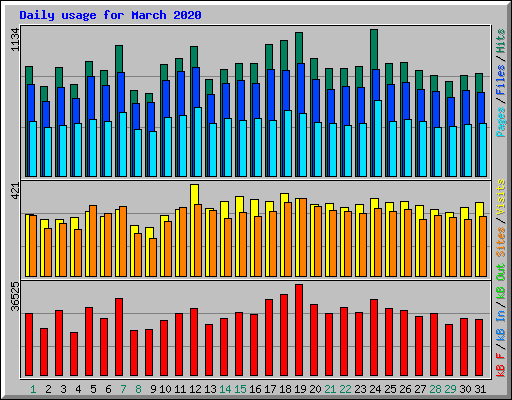 Daily usage for March 2020
1134
421
36525
Pages / Files / Hits
Sites / Visits
kB F / kB In / kB Out
1 2 3 4 5 6 7 8 9 10 11 12 13 14 15 16 17 18 19 20 21 22 23 24 25 26 27 28 29 30 31